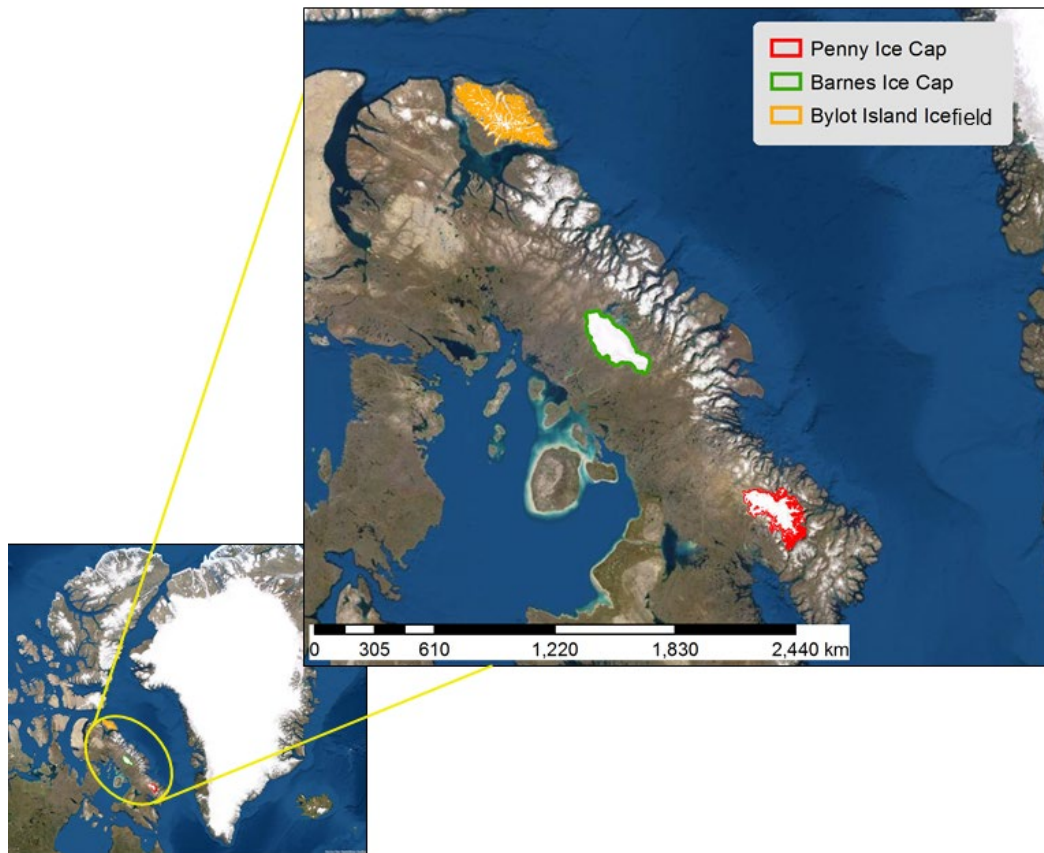 Penny Ice Cap
Barnes Ice Cap
Bylot Island Icefield
0 305 610 1,220 1,830 2,440 km